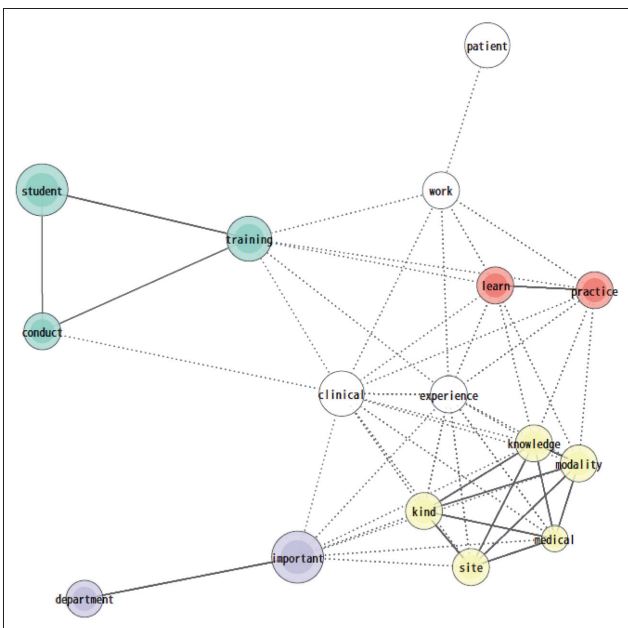 patient
student
work
training
learn
practice
conduct
clinical
experience
knowledge
modality
kind
medical
important
site
department